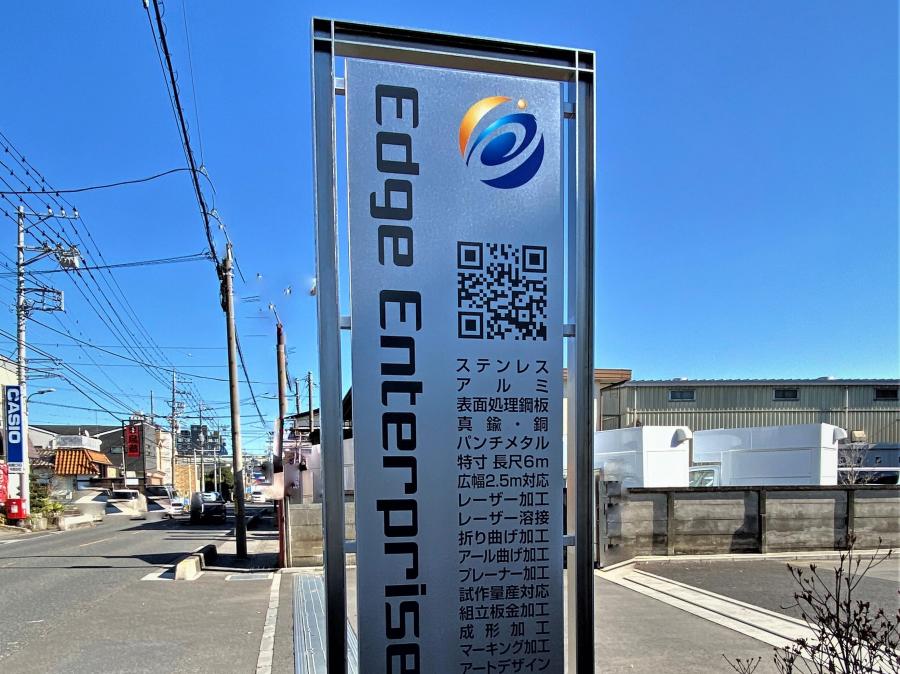 Edge Enterprise
ステンレス
アルミ
表面処理鋼板
真鍮・銅
パンチメタル
特寸 長尺6m
広幅2.5m対応
レーザー加工
レーザー溶接
折り曲げ加工
アール曲げ加工
プレーナー加工
試作量産対応
組立板金加工
成形加工
マーキング加工
アートデザイン
CASIO